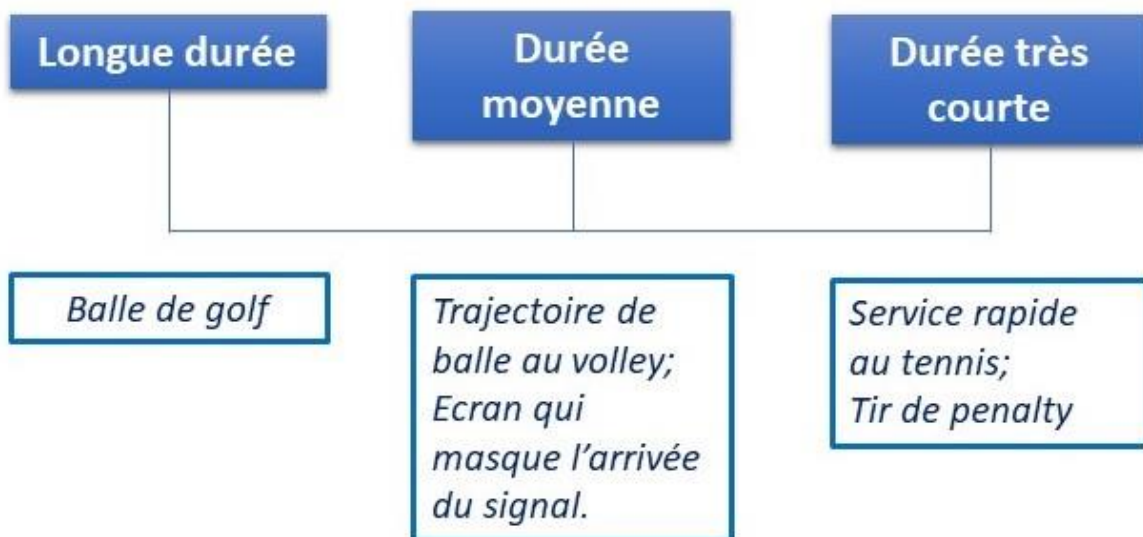 Longue durée
Durée
moyenne
Durée très
courte
Balle de golf
Trajectoire de
balle au volley;
Ecran qui
masque l'arrivée
du signal.
Service rapide
au tennis;
Tir de penalty